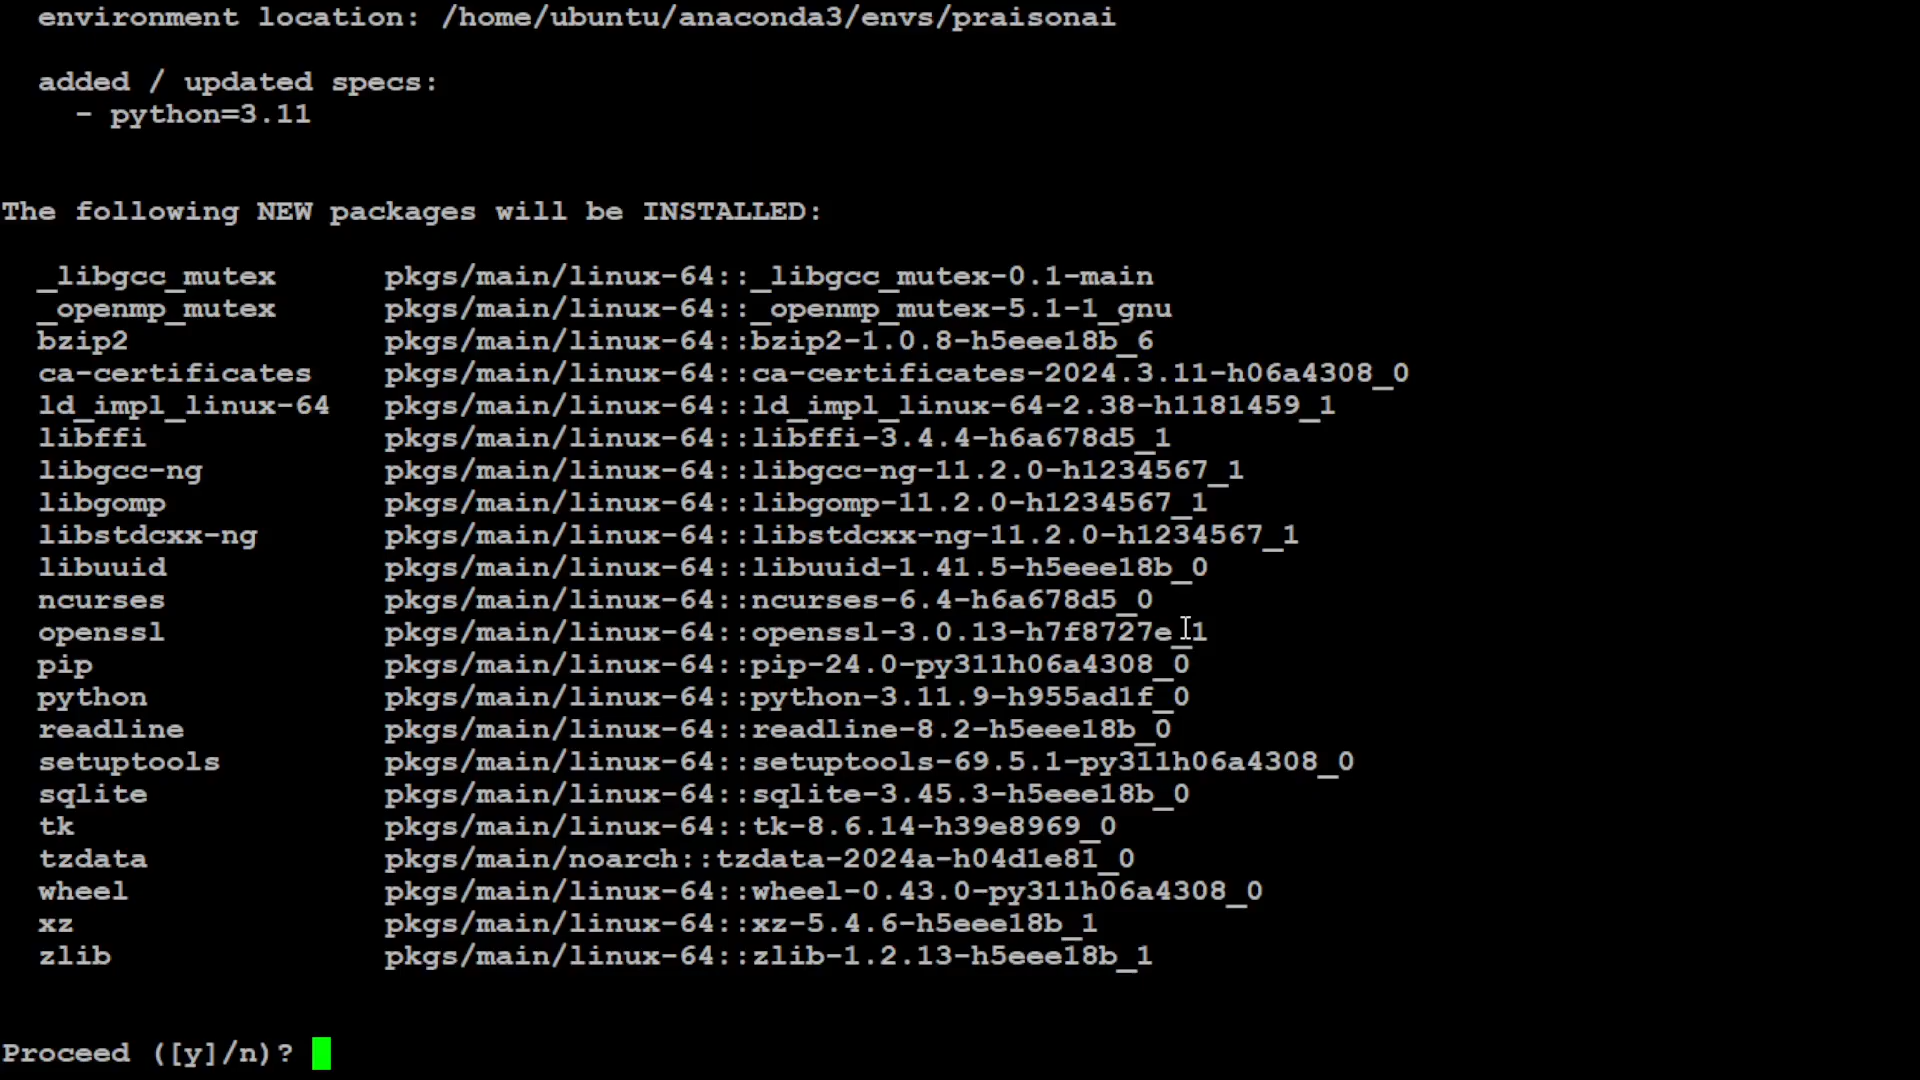 environment location: /home/ubuntu/anaconda3/envs/praisonai
added / updated specs:
- python=3.11
The following NEW packages will be INSTALLED:
_libgcc_mutex pkgs/main/linux-64::_libgcc_mutex-0.1-main
_openmp_mutex pkgs/main/linux-64::_openmp_mutex-5.1-1_gnu
bzip2 pkgs/main/linux-64::bzip2-1.0.8-h5eee18b_6
ca-certificates pkgs/main/linux-64::ca-certificates-2024.3.11-h06a4308_0
ld_impl_linux-64 pkgs/main/linux-64::ld_impl_linux-64-2.38-h1181459_1
libffi pkgs/main/linux-64::libffi-3.4.4-h6a678d5_1
libgcc-ng pkgs/main/linux-64::libgcc-ng-11.2.0-h1234567_1
libgomp pkgs/main/linux-64::libgomp-11.2.0-h1234567_1
libstdcxx-ng pkgs/main/linux-64::libstdcxx-ng-11.2.0-h1234567_1
libuuid pkgs/main/linux-64::libuuid-1.41.5-h5eee18b_0
ncurses pkgs/main/linux-64::ncurses-6.4-h6a678d5_0
openssl pkgs/main/linux-64::openssl-3.0.13-h7f8727e_1
pip pkgs/main/linux-64::pip-24.0-py311h06a4308_0
python pkgs/main/linux-64::python-3.11.9-h955ad1f_0
readline pkgs/main/linux-64::readline-8.2-h5eee18b_0
setuptools pkgs/main/linux-64::setuptools-69.5.1-py311h06a4308_0
sqlite pkgs/main/linux-64::sqlite-3.45.3-h5eee18b_0
tk pkgs/main/linux-64::tk-8.6.14-h39e8969_0
tzdata pkgs/main/noarch::tzdata-2024a-h04d1e81_0
wheel pkgs/main/linux-64::wheel-0.43.0-py311h06a4308_0
xz pkgs/main/linux-64::xz-5.4.6-h5eee18b_1
zlib pkgs/main/linux-64::zlib-1.2.13-h5eee18b_1
Proceed ([y]/n)?